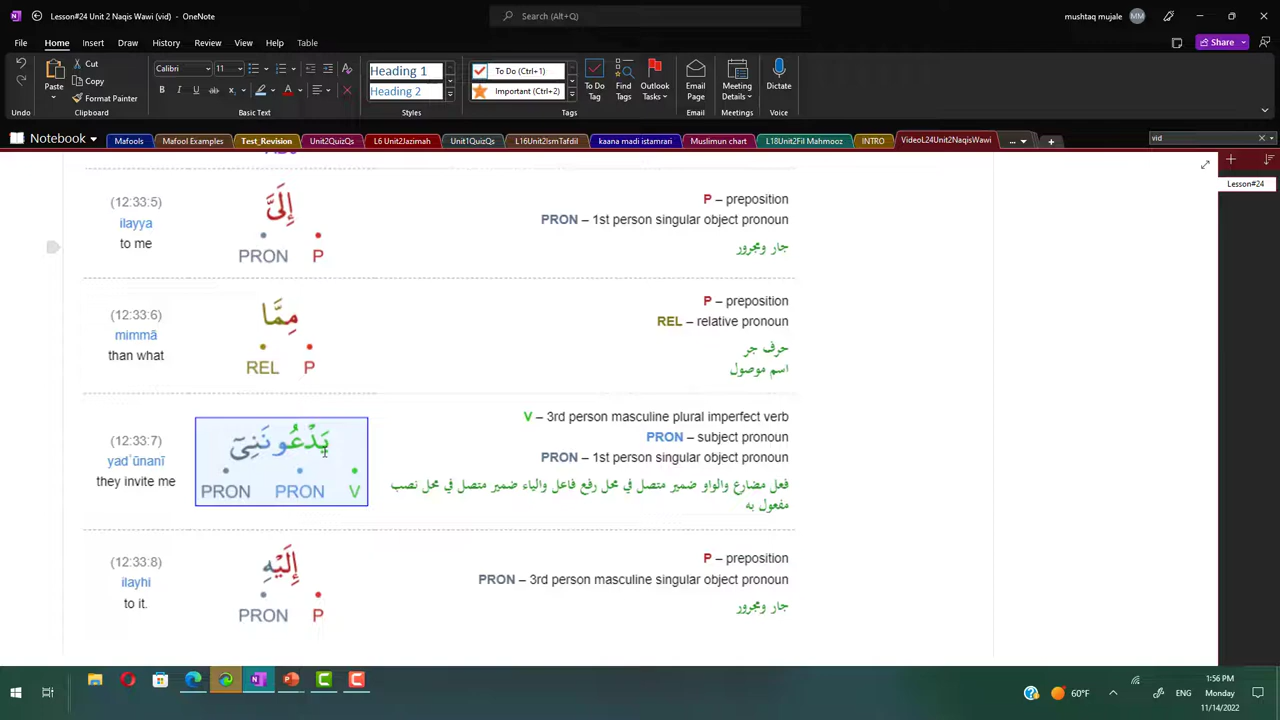 Lesson#24 Unit 2 Naqis Wawi (vid) - OneNote
Search (Alt+Q)
mushtaq mujale
MM
File Home Insert Draw History Review View Help Table
Share
Paste
Cut
Copy
Format Painter
Calibri 11
B I U ab
Heading 1
Heading 2
To Do (Ctrl+1)
Important (Ctrl+2)
To Do Tag
Find Tags
Outlook Tasks
Email Page
Meeting Details
Dictate
Undo Clipboard Basic Text Styles Tags Email Meetings Voice
Notebook
Mafools
Mafool Examples
Test_Revision
Unit2QuizQs
L6 Unit2Jazimah
Unit1QuizQs
L16Unit2ismTafdil
kaana madi istamrari
Muslimun chart
L18Unit2Fil Mahmooz
INTRO
VideoL24Unit2NaqisWawi
...
vid
Lesson#24
(12:33:5)
ilayya
to me
إِلَىَّ
PRON P
P – preposition
PRON – 1st person singular object pronoun
جار ومجرور
(12:33:6)
mimmā
than what
مِمَّا
REL P
P – preposition
REL – relative pronoun
حرف جر
اسم موصول
(12:33:7)
yadʿūnanī
they invite me
يَدْعُونَنِىٓ
PRON PRON V
V – 3rd person masculine plural imperfect verb
PRON – subject pronoun
PRON – 1st person singular object pronoun
فعل مضارع والواو ضمير متصل في محل رفع فاعل والياء ضمير متصل في محل نصب
مفعول به
(12:33:8)
ilayhi
to it.
إِلَيْهِ
PRON P
P – preposition
PRON – 3rd person masculine singular object pronoun
جار ومجرور
60°F
ENG
1:56 PM
Monday
11/14/2022